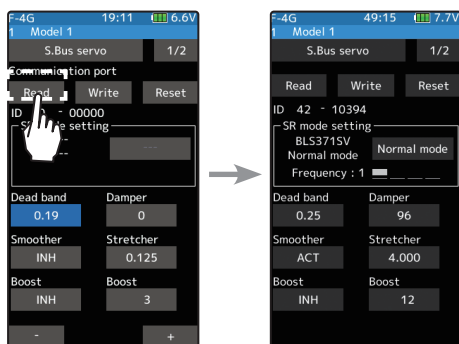 F-4G 19:11 6.6V
1 Model 1
S.Bus servo 1/2
Communication port
Read Write Reset
ID - 00000
SR mode setting
--
--
----
Dead band Damper
0.19 0
Smoother Stretcher
INH 0.125
Boost Boost
INH 3
- +
F-4G 49:15 7.7V
1 Model 1
S.Bus servo 1/2
Read Write Reset
ID 42 - 10394
SR mode setting
BLS371SV
Normal mode
Normal mode
Frequency : 1
Dead band Damper
0.25 96
Smoother Stretcher
ACT 4.000
Boost Boost
INH 12